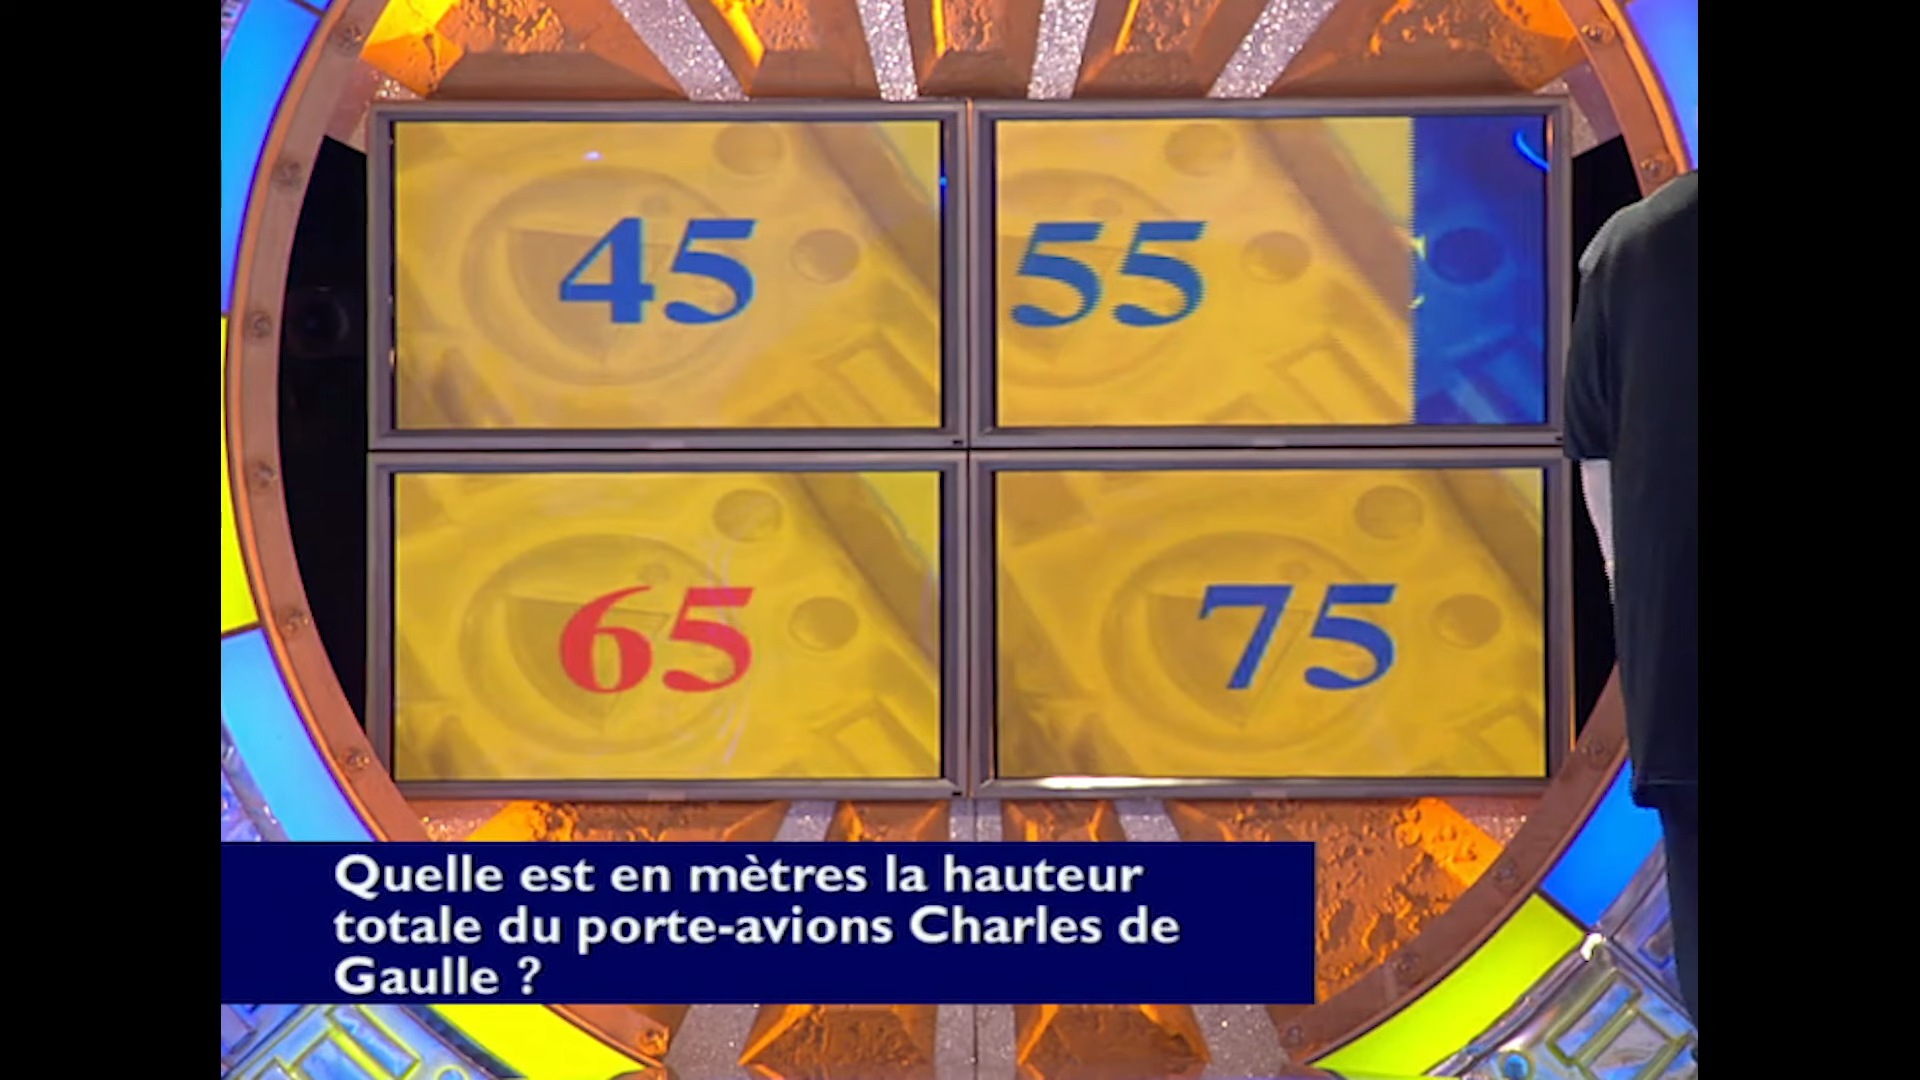 45
55
65
75
Quelle est en mètres la hauteur
totale du porte-avions Charles de
Gaulle ?